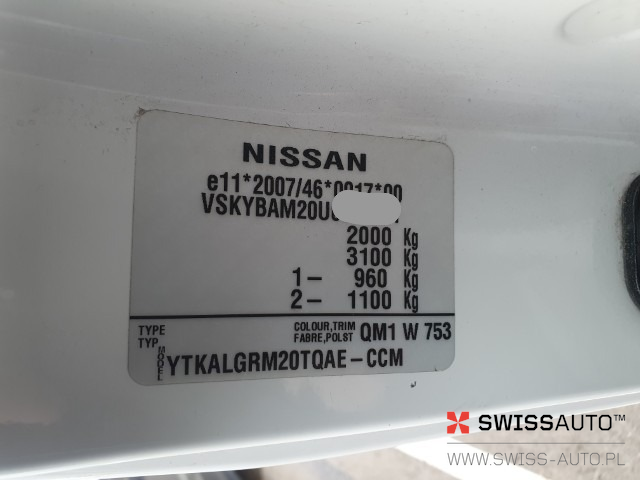 NISSAN
e11*2007/46*0017*00
VSKYBAM20U
2000 Kg
3100 Kg
1- 960 Kg
2- 1100 Kg
TYPE TYP COLOUR,TRIM FABRE,POLST QM1 W 753
MODEL YTKALGRM20TQAE-CCM
SWISSAUTO™
WWW.SWISS-AUTO.PL